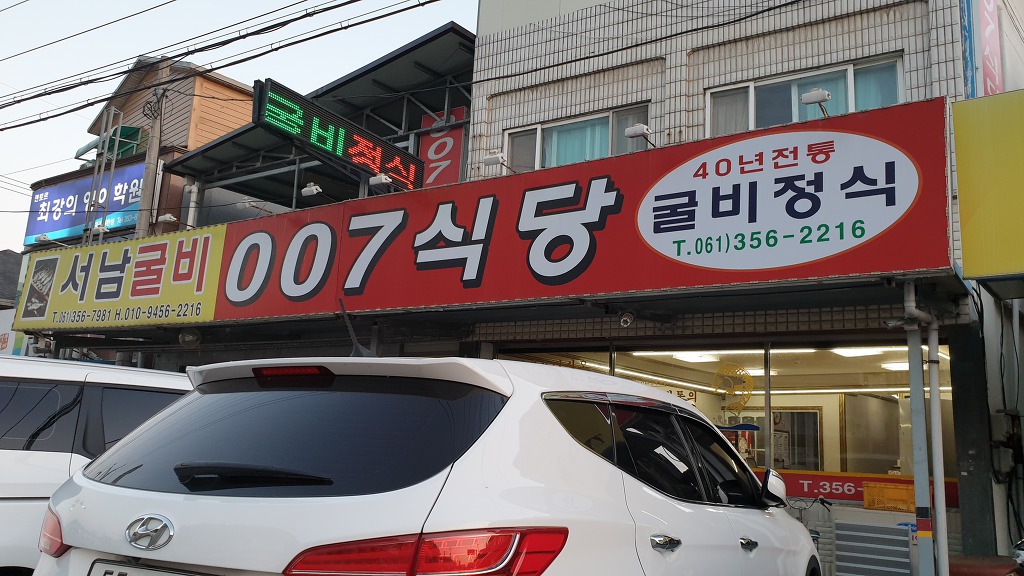 굴비정식
007
최강의 영어 학원
서남굴비
T.061)356-7981 H.010-9456-2216
007식당
40년전통
굴비정식
T.061)356-2216
T.356-